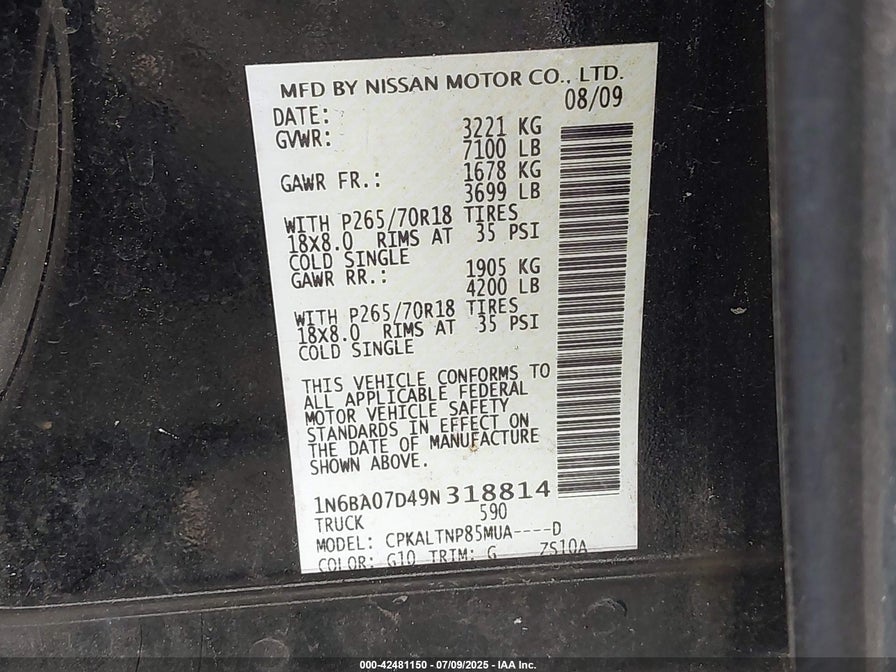 MFD BY NISSAN MOTOR CO., LTD.
DATE: 08/09
GVWR: 3221 KG
7100 LB
GAWR FR.: 1678 KG
3699 LB
WITH P265/70R18 TIRES
18X8.0 RIMS AT 35 PSI
COLD SINGLE
GAWR RR.: 1905 KG
4200 LB
WITH P265/70R18 TIRES
18X8.0 RIMS AT 35 PSI
COLD SINGLE
THIS VEHICLE CONFORMS TO
ALL APPLICABLE FEDERAL
MOTOR VEHICLE SAFETY
STANDARDS IN EFFECT ON
THE DATE OF MANUFACTURE
SHOWN ABOVE.
1N6BA07D49N318814
TRUCK 590
MODEL: CPKALTNP85MUA----D
COLOR: G10 TRIM: G ZS10A
000-42481150 - 07/09/2025 - IAA Inc.